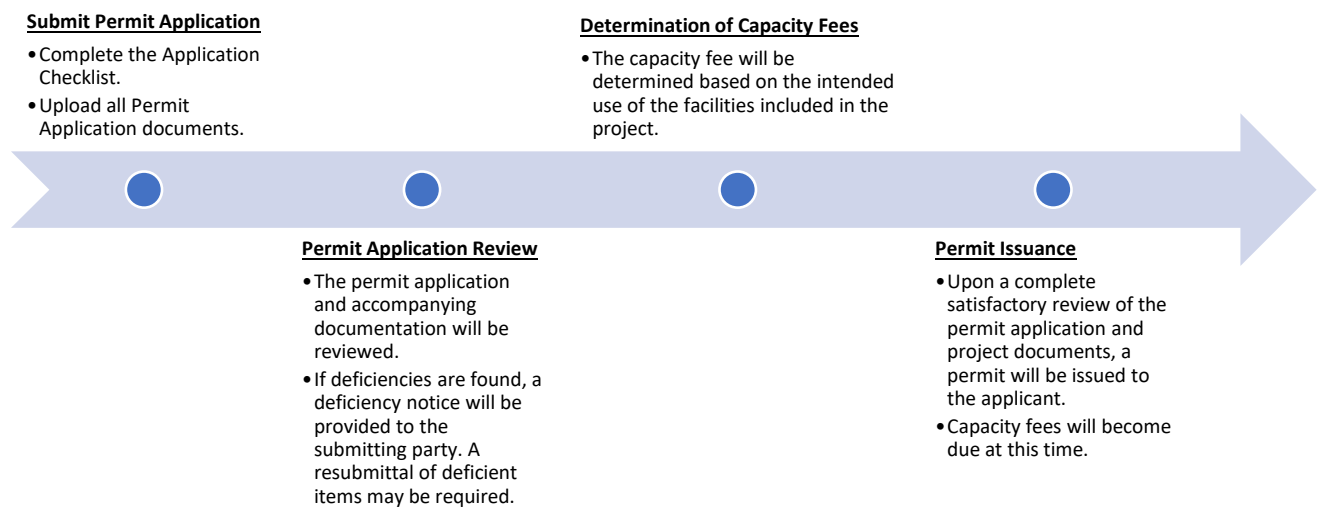 Submit Permit Application
•Complete the Application
Checklist.
•Upload all Permit
Application documents.
Permit Application Review
•The permit application
and accompanying
documentation will be
reviewed.
•If deficiencies are found, a
deficiency notice will be
provided to the
submitting party. A
resubmittal of deficient
items may be required.
Determination of Capacity Fees
•The capacity fee will be
determined based on the intended
use of the facilities included in the
project.
Permit Issuance
•Upon a complete
satisfactory review of the
permit application and
project documents, a
permit will be issued to
the applicant.
•Capacity fees will become
due at this time.